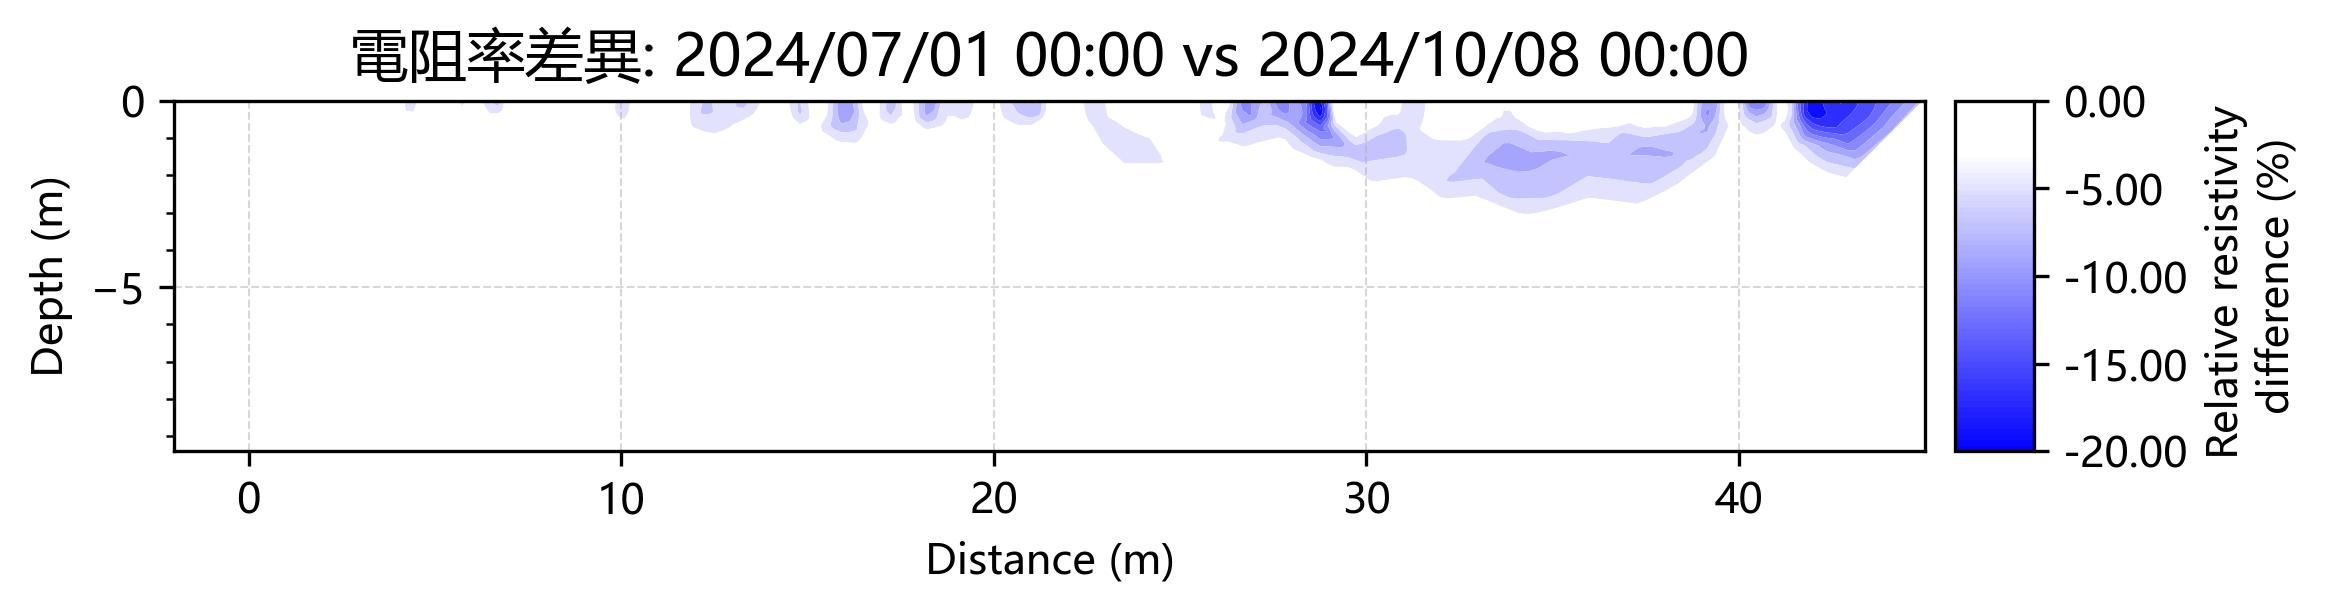 電阻率差異: 2024/07/01 00:00 vs 2024/10/08 00:00
0
−5
Depth (m)
0
10
20
30
40
Distance (m)
0.00
-5.00
-10.00
-15.00
-20.00
Relative resistivity
difference (%)